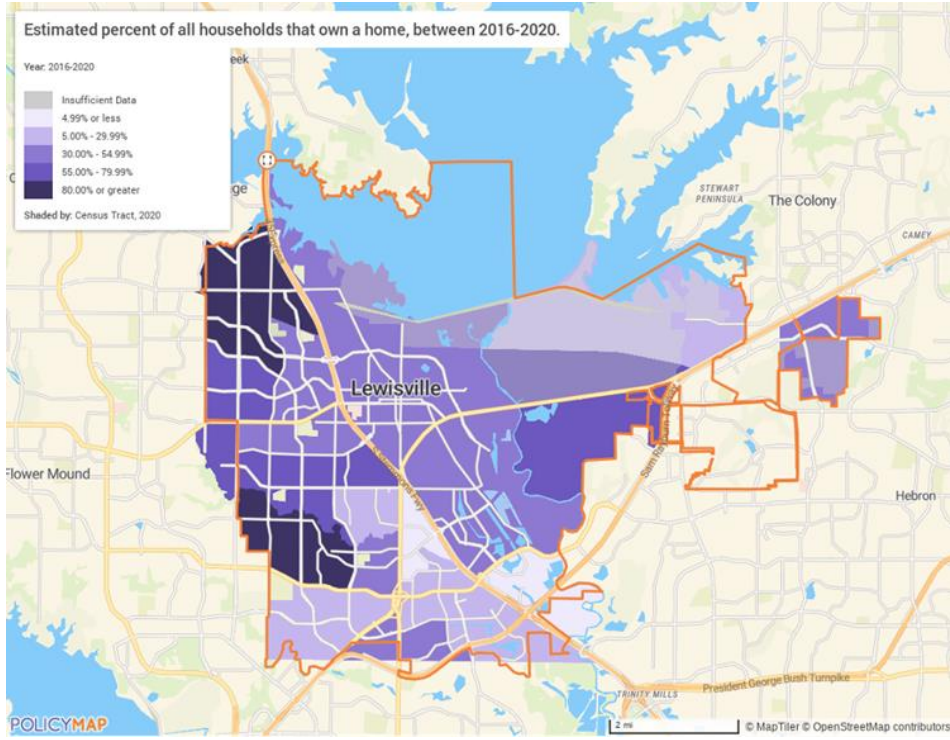 Estimated percent of all households that own a home, between 2016-2020.
Year: 2016-2020
Insufficient Data
4.99% or less
5.00% - 29.99%
30.00% - 54.99%
55.00% - 79.99%
80.00% or greater
Shaded by: Census Tract, 2020
eek
ge
STEWART
PENINSULA
The Colony
CAMEY
Lewisville
Flower Mound
Hebron
President George Bush Turnpike
TRINITY MILLS
POLICYMAP
2 mi
© MapTiler © OpenStreetMap contributors